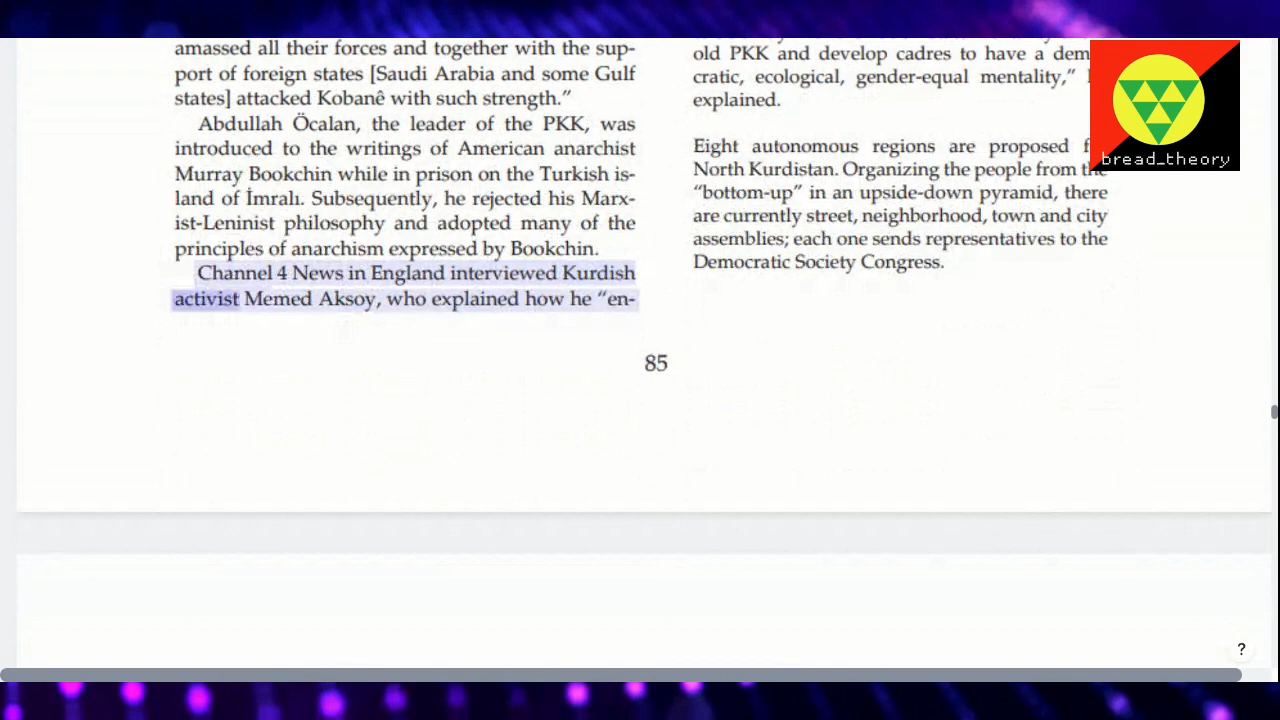 amassed all their forces and together with the sup-
port of foreign states [Saudi Arabia and some Gulf
states] attacked Kobanê with such strength.”
Abdullah Öcalan, the leader of the PKK, was
introduced to the writings of American anarchist
Murray Bookchin while in prison on the Turkish is-
land of İmralı. Subsequently, he rejected his Marx-
ist-Leninist philosophy and adopted many of the
principles of anarchism expressed by Bookchin.
Channel 4 News in England interviewed Kurdish
activist Memed Aksoy, who explained how he “en-
old PKK and develop cadres to have a dem
cratic, ecological, gender-equal mentality,”
explained.
Eight autonomous regions are proposed
North Kurdistan. Organizing the people from the
“bottom-up” in an upside-down pyramid, there
are currently street, neighborhood, town and city
assemblies; each one sends representatives to the
Democratic Society Congress.
85
bread_theory
?